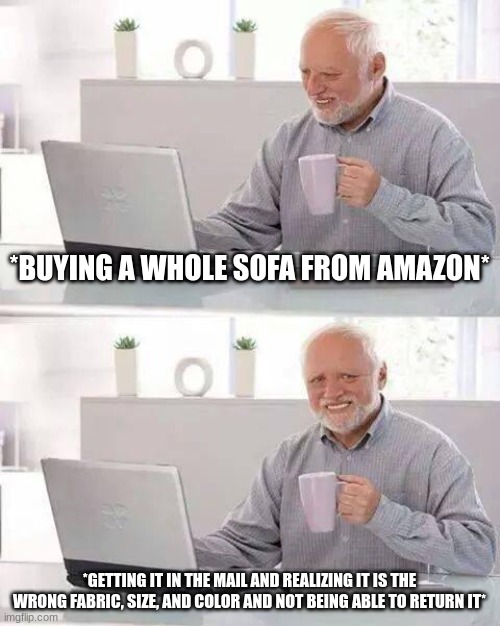 *BUYING A WHOLE SOFA FROM AMAZON*
*GETTING IT IN THE MAIL AND REALIZING IT IS THE
WRONG FABRIC, SIZE, AND COLOR AND NOT BEING ABLE TO RETURN IT*
imgflip.com